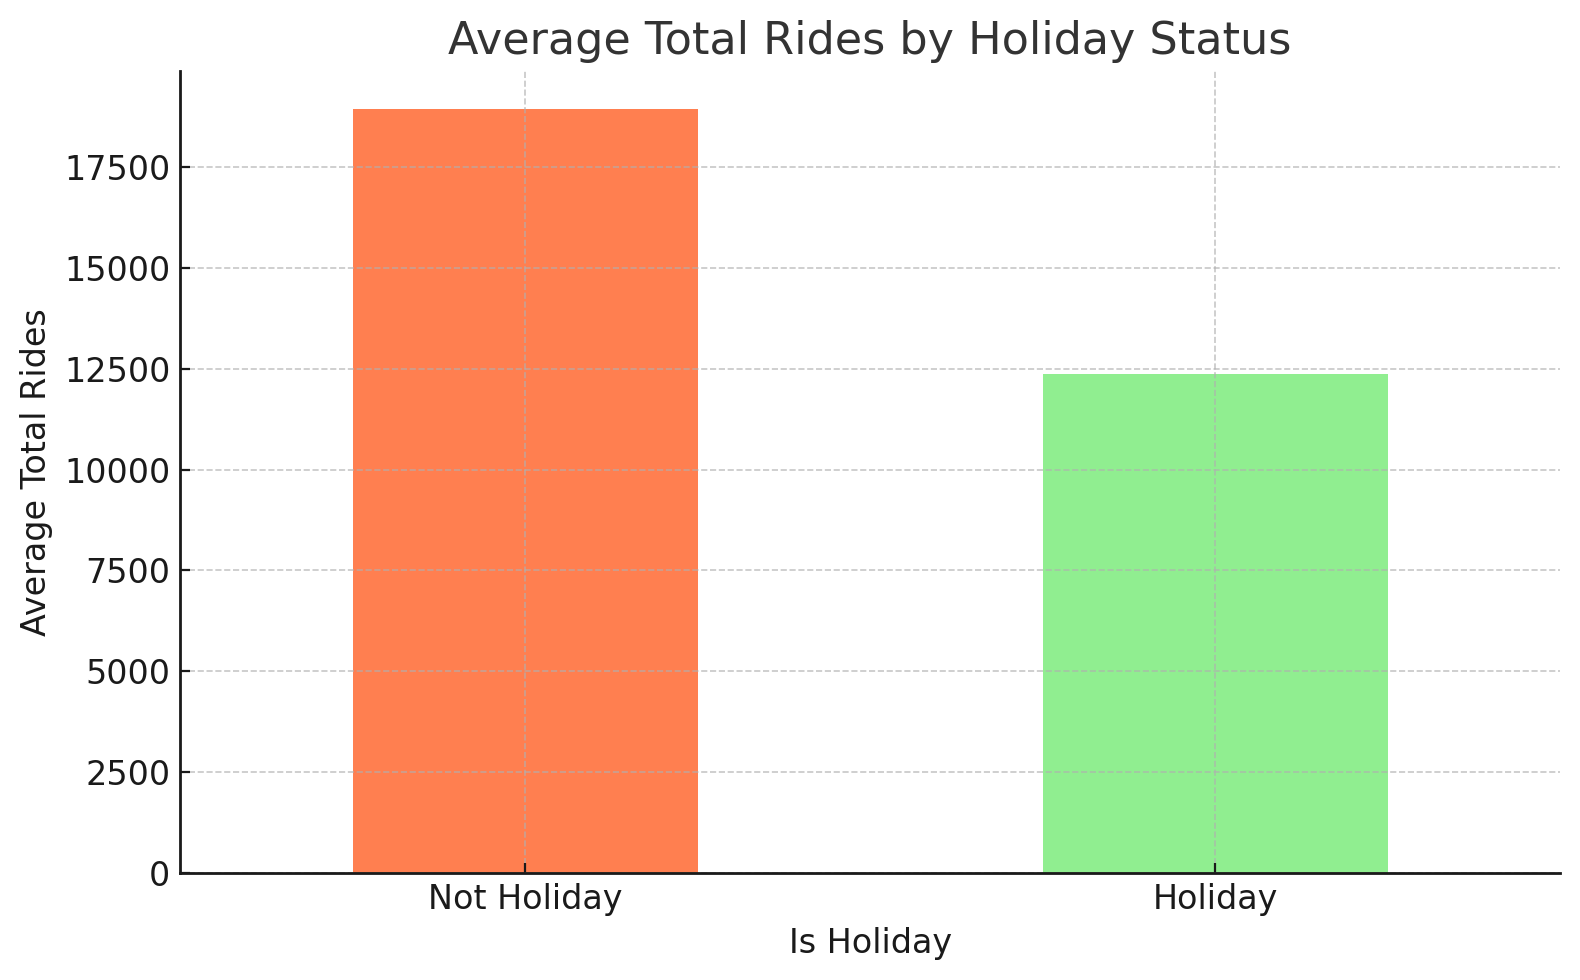 Average Total Rides by Holiday Status
Average Total Rides
17500
15000
12500
10000
7500
5000
2500
0
Not Holiday
Holiday
Is Holiday